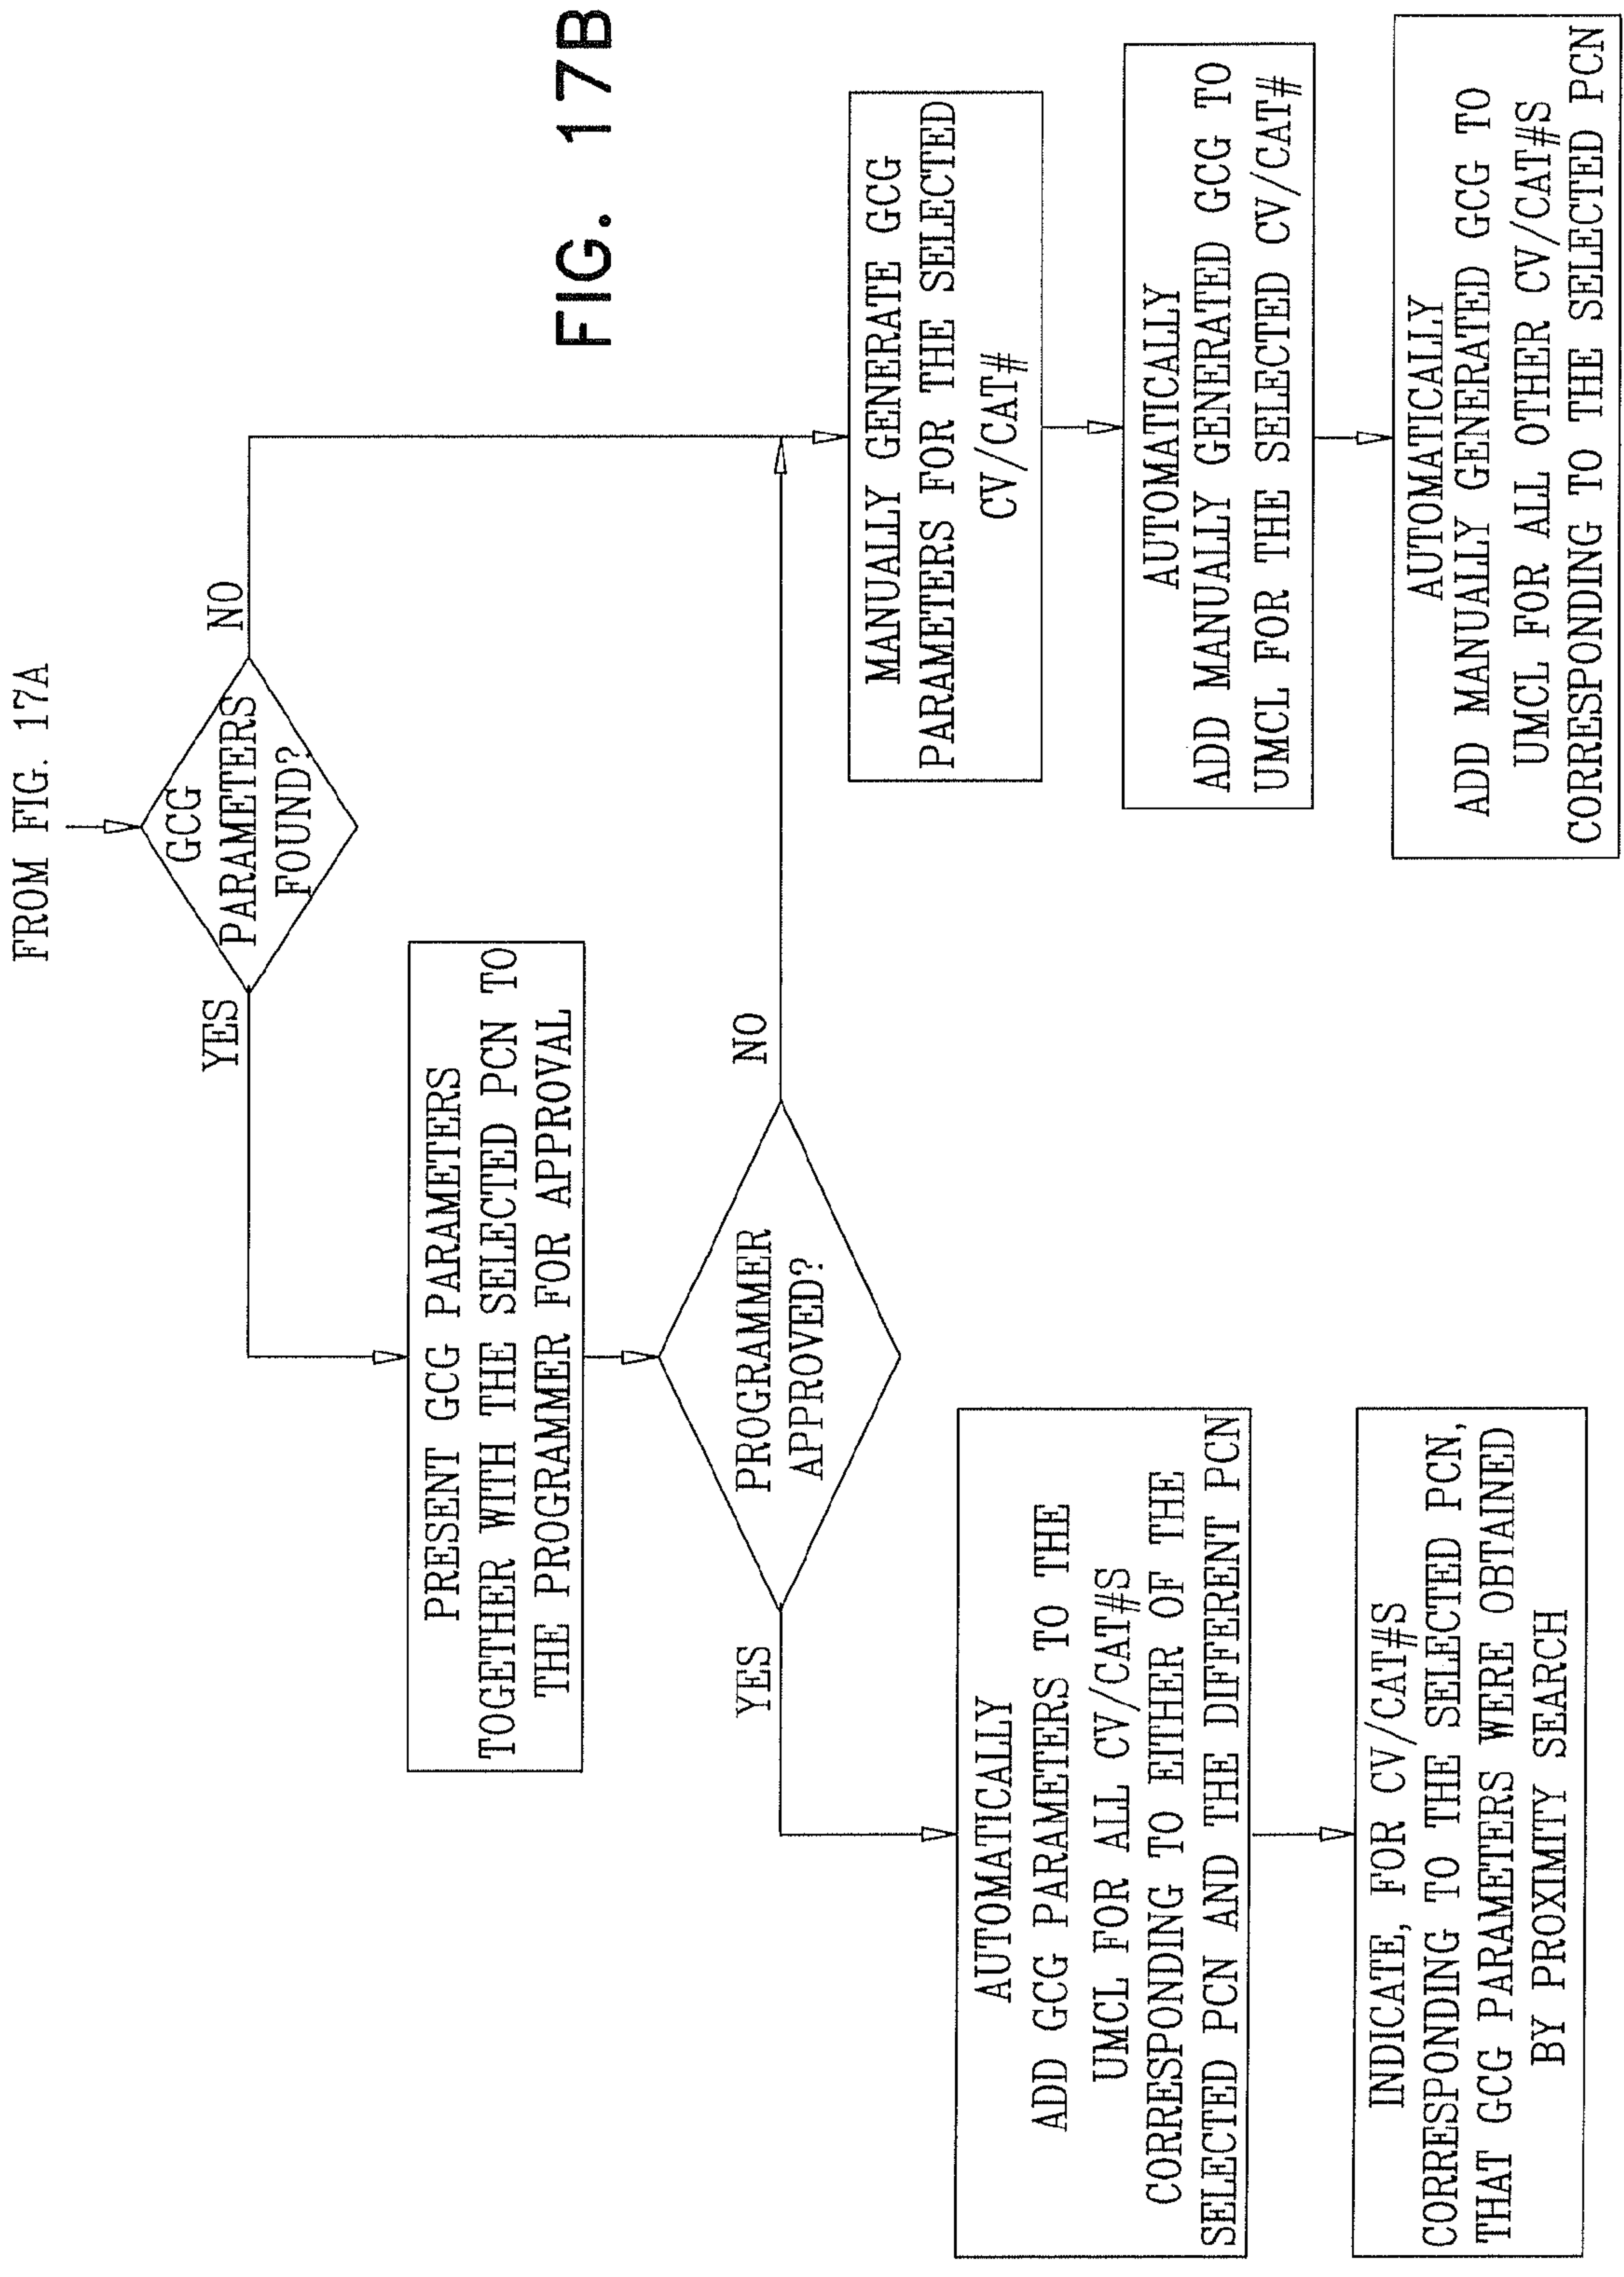 FROM FIG. 17A
GCG
PARAMETERS
FOUND?
YES
NO
PRESENT GCG PARAMETERS
TOGETHER WITH THE SELECTED PCN TO
THE PROGRAMMER FOR APPROVAL
PROGRAMMER
APPROVED?
YES
NO
AUTOMATICALLY
ADD GCG PARAMETERS TO THE
UMCL FOR ALL CV/CAT#S
CORRESPONDING TO EITHER OF THE
SELECTED PCN AND THE DIFFERENT PCN
INDICATE, FOR CV/CAT#S
CORRESPONDING TO THE SELECTED PCN,
THAT GCG PARAMETERS WERE OBTAINED
BY PROXIMITY SEARCH
MANUALLY GENERATE GCG
PARAMETERS FOR THE SELECTED
CV/CAT#
AUTOMATICALLY
ADD MANUALLY GENERATED GCG TO
UMCL FOR THE SELECTED CV/CAT#
AUTOMATICALLY
ADD MANUALLY GENERATED GCG TO
UMCL FOR ALL OTHER CV/CAT#S
CORRESPONDING TO THE SELECTED PCN
FIG. 17B